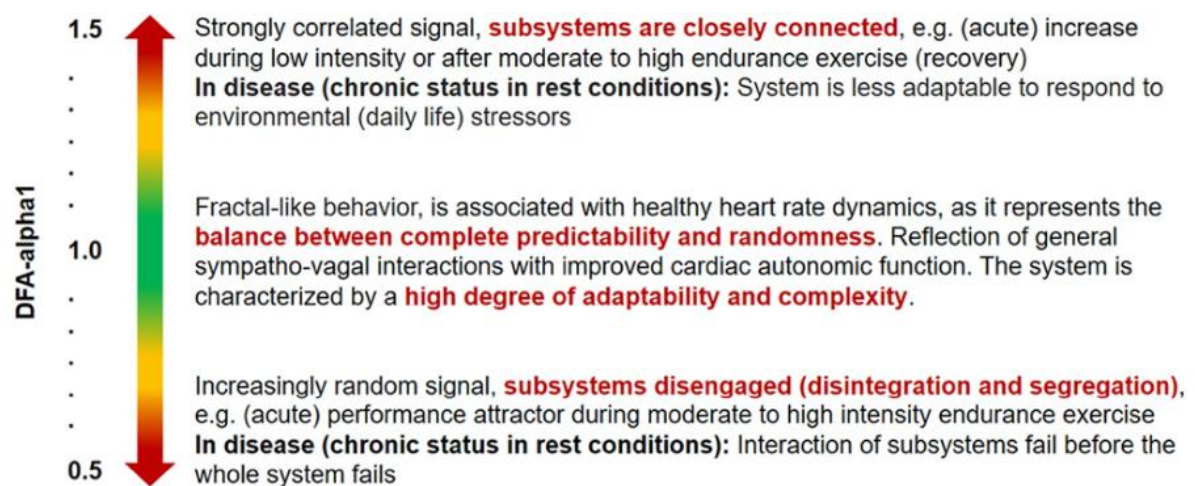 DFA-alpha1
1.5
Strongly correlated signal, subsystems are closely connected, e.g. (acute) increase
during low intensity or after moderate to high endurance exercise (recovery)
In disease (chronic status in rest conditions): System is less adaptable to respond to
environmental (daily life) stressors
1.0
Fractal-like behavior, is associated with healthy heart rate dynamics, as it represents the
balance between complete predictability and randomness. Reflection of general
sympatho-vagal interactions with improved cardiac autonomic function. The system is
characterized by a high degree of adaptability and complexity.
0.5
Increasingly random signal, subsystems disengaged (disintegration and segregation),
e.g. (acute) performance attractor during moderate to high intensity endurance exercise
In disease (chronic status in rest conditions): Interaction of subsystems fail before the
whole system fails